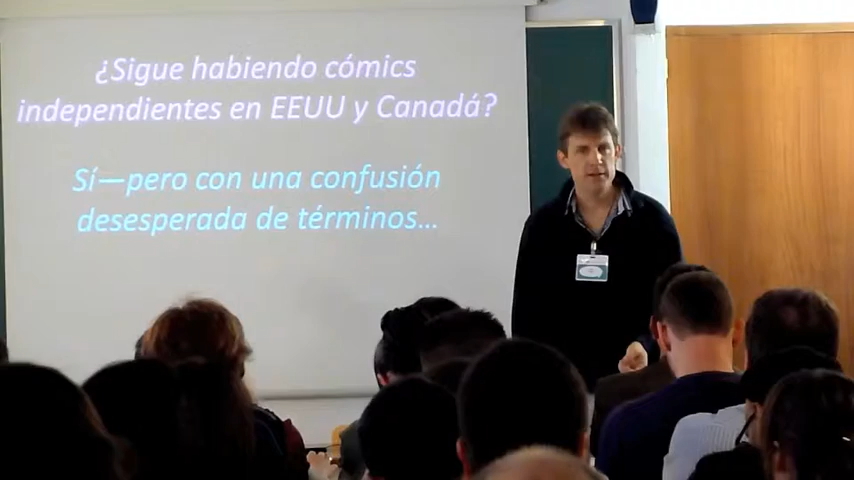 ¿Sigue habiendo cómics
independientes en EEUU y Canadá?
Sí—pero con una confusión
desesperada de términos...